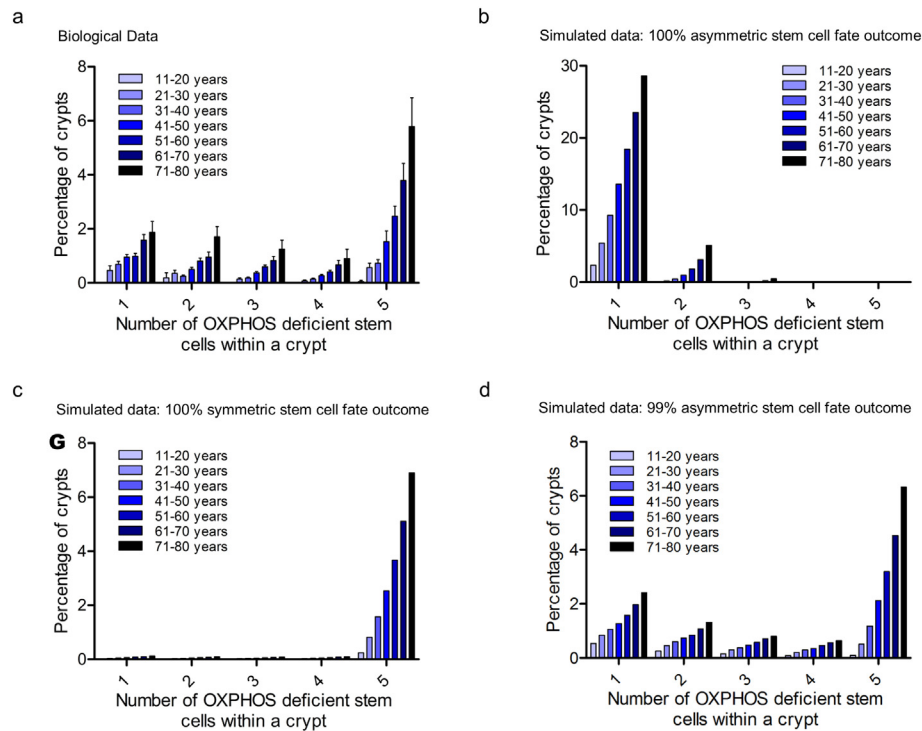 a
Biological Data
Percentage of crypts
8
6
4
2
0
11-20 years
21-30 years
31-40 years
41-50 years
51-60 years
61-70 years
71-80 years
1 2 3 4 5
Number of OXPHOS deficient stem
cells within a crypt
b
Simulated data: 100% asymmetric stem cell fate outcome
Percentage of crypts
30
20
10
0
11-20 years
21-30 years
31-40 years
41-50 years
51-60 years
61-70 years
71-80 years
1 2 3 4 5
Number of OXPHOS deficient stem
cells within a crypt
c
Simulated data: 100% symmetric stem cell fate outcome
G
Percentage of crypts
8
6
4
2
0
11-20 years
21-30 years
31-40 years
41-50 years
51-60 years
61-70 years
71-80 years
1 2 3 4 5
Number of OXPHOS deficient stem
cells within a crypt
d
Simulated data: 99% asymmetric stem cell fate outcome
Percentage of crypts
8
6
4
2
0
11-20 years
21-30 years
31-40 years
41-50 years
51-60 years
61-70 years
71-80 years
1 2 3 4 5
Number of OXPHOS deficient stem
cells within a crypt